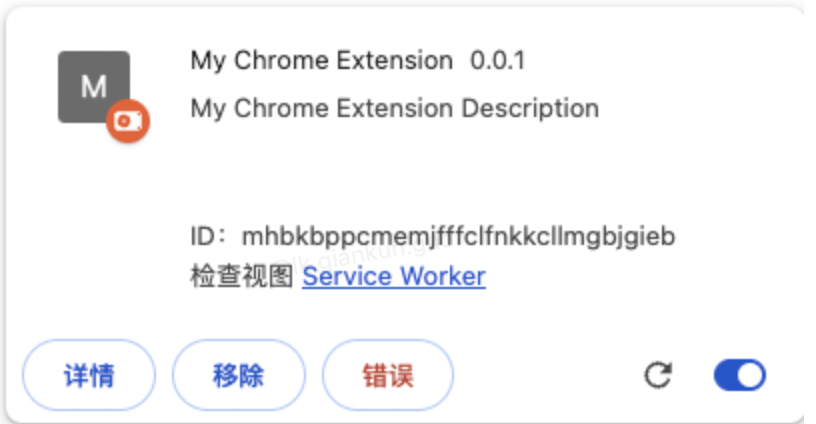 M
My Chrome Extension 0.0.1
My Chrome Extension Description
ID：mhbkbppcmemjfffclfnkkcllmgbjgieb
检查视图 Service Worker
详情 移除 错误